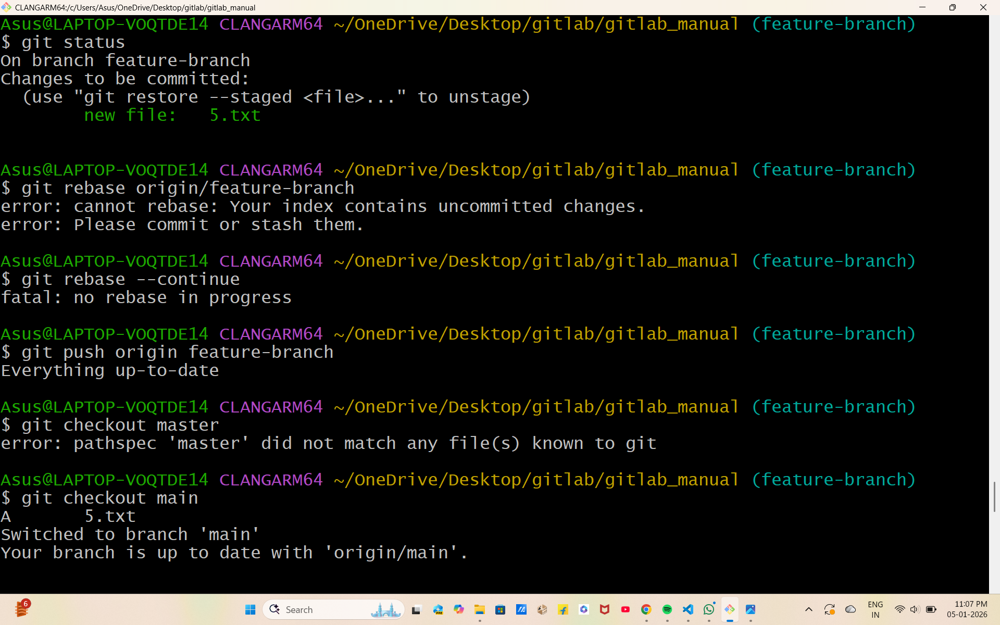 CLANGARM64:/c/Users/Asus/OneDrive/Desktop/gitlab/gitlab_manual
Asus@LAPTOP-VOQTDE14 CLANGARM64 ~/OneDrive/Desktop/gitlab/gitlab_manual (feature-branch)
$ git status
On branch feature-branch
Changes to be committed:
  (use "git restore --staged <file>..." to unstage)
        new file:   5.txt
Asus@LAPTOP-VOQTDE14 CLANGARM64 ~/OneDrive/Desktop/gitlab/gitlab_manual (feature-branch)
$ git rebase origin/feature-branch
error: cannot rebase: Your index contains uncommitted changes.
error: Please commit or stash them.
Asus@LAPTOP-VOQTDE14 CLANGARM64 ~/OneDrive/Desktop/gitlab/gitlab_manual (feature-branch)
$ git rebase --continue
fatal: no rebase in progress
Asus@LAPTOP-VOQTDE14 CLANGARM64 ~/OneDrive/Desktop/gitlab/gitlab_manual (feature-branch)
$ git push origin feature-branch
Everything up-to-date
Asus@LAPTOP-VOQTDE14 CLANGARM64 ~/OneDrive/Desktop/gitlab/gitlab_manual (feature-branch)
$ git checkout master
error: pathspec 'master' did not match any file(s) known to git
Asus@LAPTOP-VOQTDE14 CLANGARM64 ~/OneDrive/Desktop/gitlab/gitlab_manual (feature-branch)
$ git checkout main
A       5.txt
Switched to branch 'main'
Your branch is up to date with 'origin/main'.
6
Search
PRE
ENG
IN
11:07 PM
05-01-2026